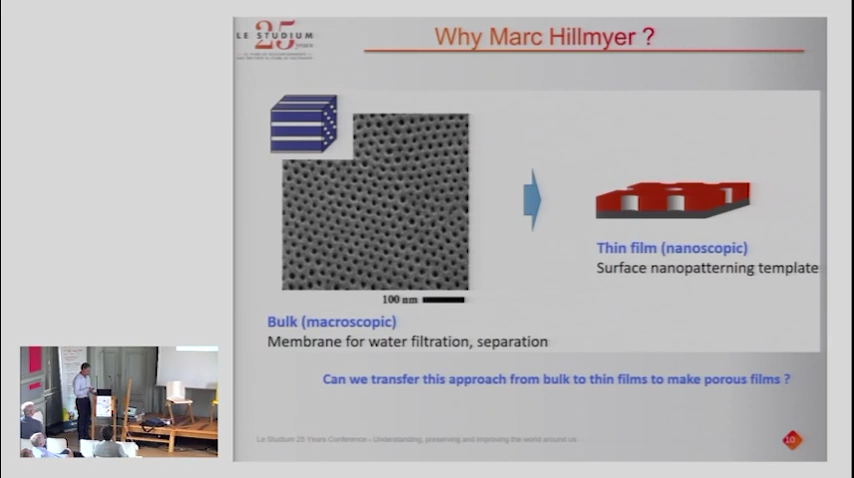 LE STUDIUM
25
years
Why Marc Hillmyer ?
100 nm
Thin film (nanoscopic)
Surface nanopatterning template
Bulk (macroscopic)
Membrane for water filtration, separation
Can we transfer this approach from bulk to thin films to make porous films ?
Le Studium 25 Years Conference – Understanding, preserving and improving the world around us
10